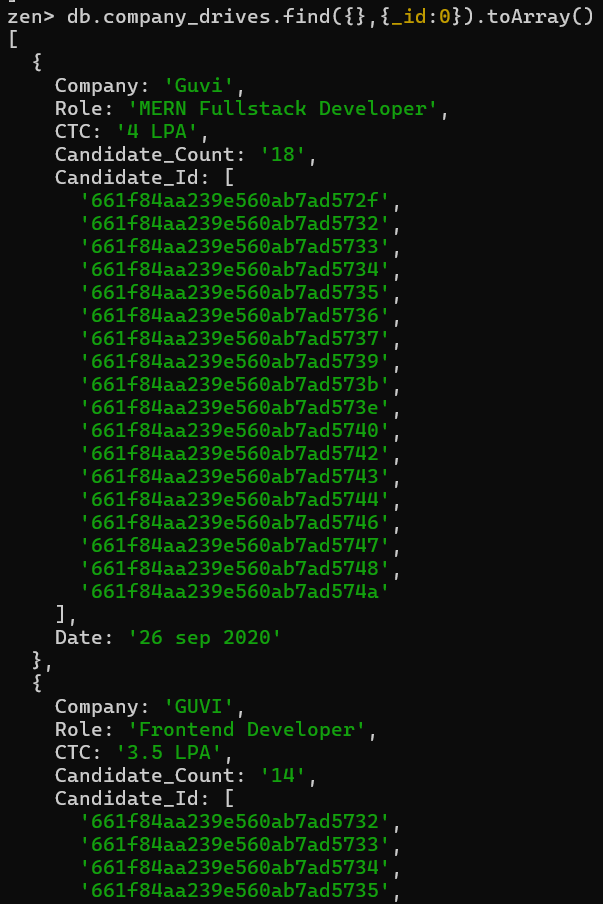 zen> db.company_drives.find({},{_id:0}).toArray()
[
  {
    Company: 'Guvi',
    Role: 'MERN Fullstack Developer',
    CTC: '4 LPA',
    Candidate_Count: '18',
    Candidate_Id: [
      '661f84aa239e560ab7ad572f',
      '661f84aa239e560ab7ad5732',
      '661f84aa239e560ab7ad5733',
      '661f84aa239e560ab7ad5734',
      '661f84aa239e560ab7ad5735',
      '661f84aa239e560ab7ad5736',
      '661f84aa239e560ab7ad5737',
      '661f84aa239e560ab7ad5739',
      '661f84aa239e560ab7ad573b',
      '661f84aa239e560ab7ad573e',
      '661f84aa239e560ab7ad5740',
      '661f84aa239e560ab7ad5742',
      '661f84aa239e560ab7ad5743',
      '661f84aa239e560ab7ad5744',
      '661f84aa239e560ab7ad5746',
      '661f84aa239e560ab7ad5747',
      '661f84aa239e560ab7ad5748',
      '661f84aa239e560ab7ad574a'
    ],
    Date: '26 sep 2020'
  },
  {
    Company: 'GUVI',
    Role: 'Frontend Developer',
    CTC: '3.5 LPA',
    Candidate_Count: '14',
    Candidate_Id: [
      '661f84aa239e560ab7ad5732',
      '661f84aa239e560ab7ad5733',
      '661f84aa239e560ab7ad5734',
      '661f84aa239e560ab7ad5735',